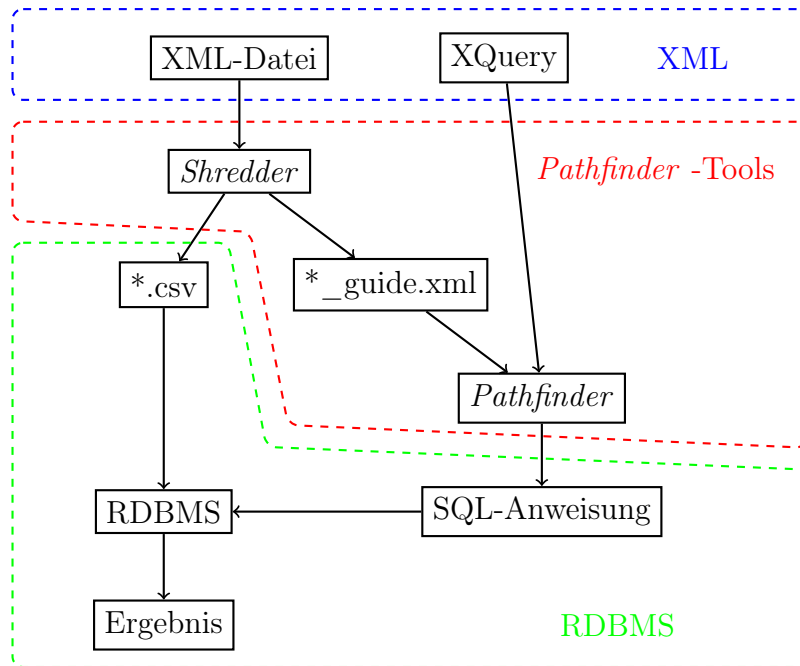 XML-Datei
XQuery
XML
Shredder
Pathfinder -Tools
*.csv
*_guide.xml
Pathfinder
RDBMS
SQL-Anweisung
Ergebnis
RDBMS